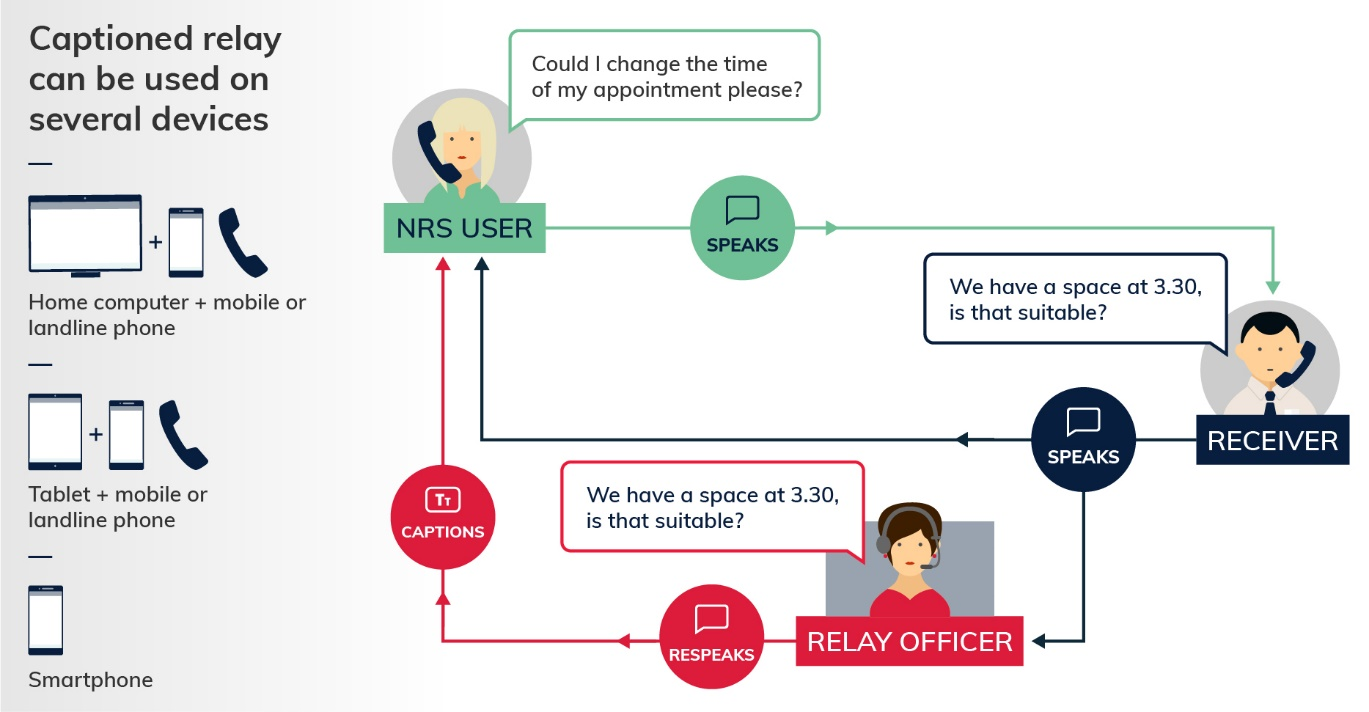 Captioned relay
can be used on
several devices
+
Home computer + mobile or
landline phone
+
Tablet + mobile or
landline phone
Smartphone
Could I change the time
of my appointment please?
NRS USER
SPEAKS
We have a space at 3.30,
is that suitable?
RECEIVER
SPEAKS
We have a space at 3.30,
is that suitable?
RELAY OFFICER
RESPEAKS
TT
CAPTIONS